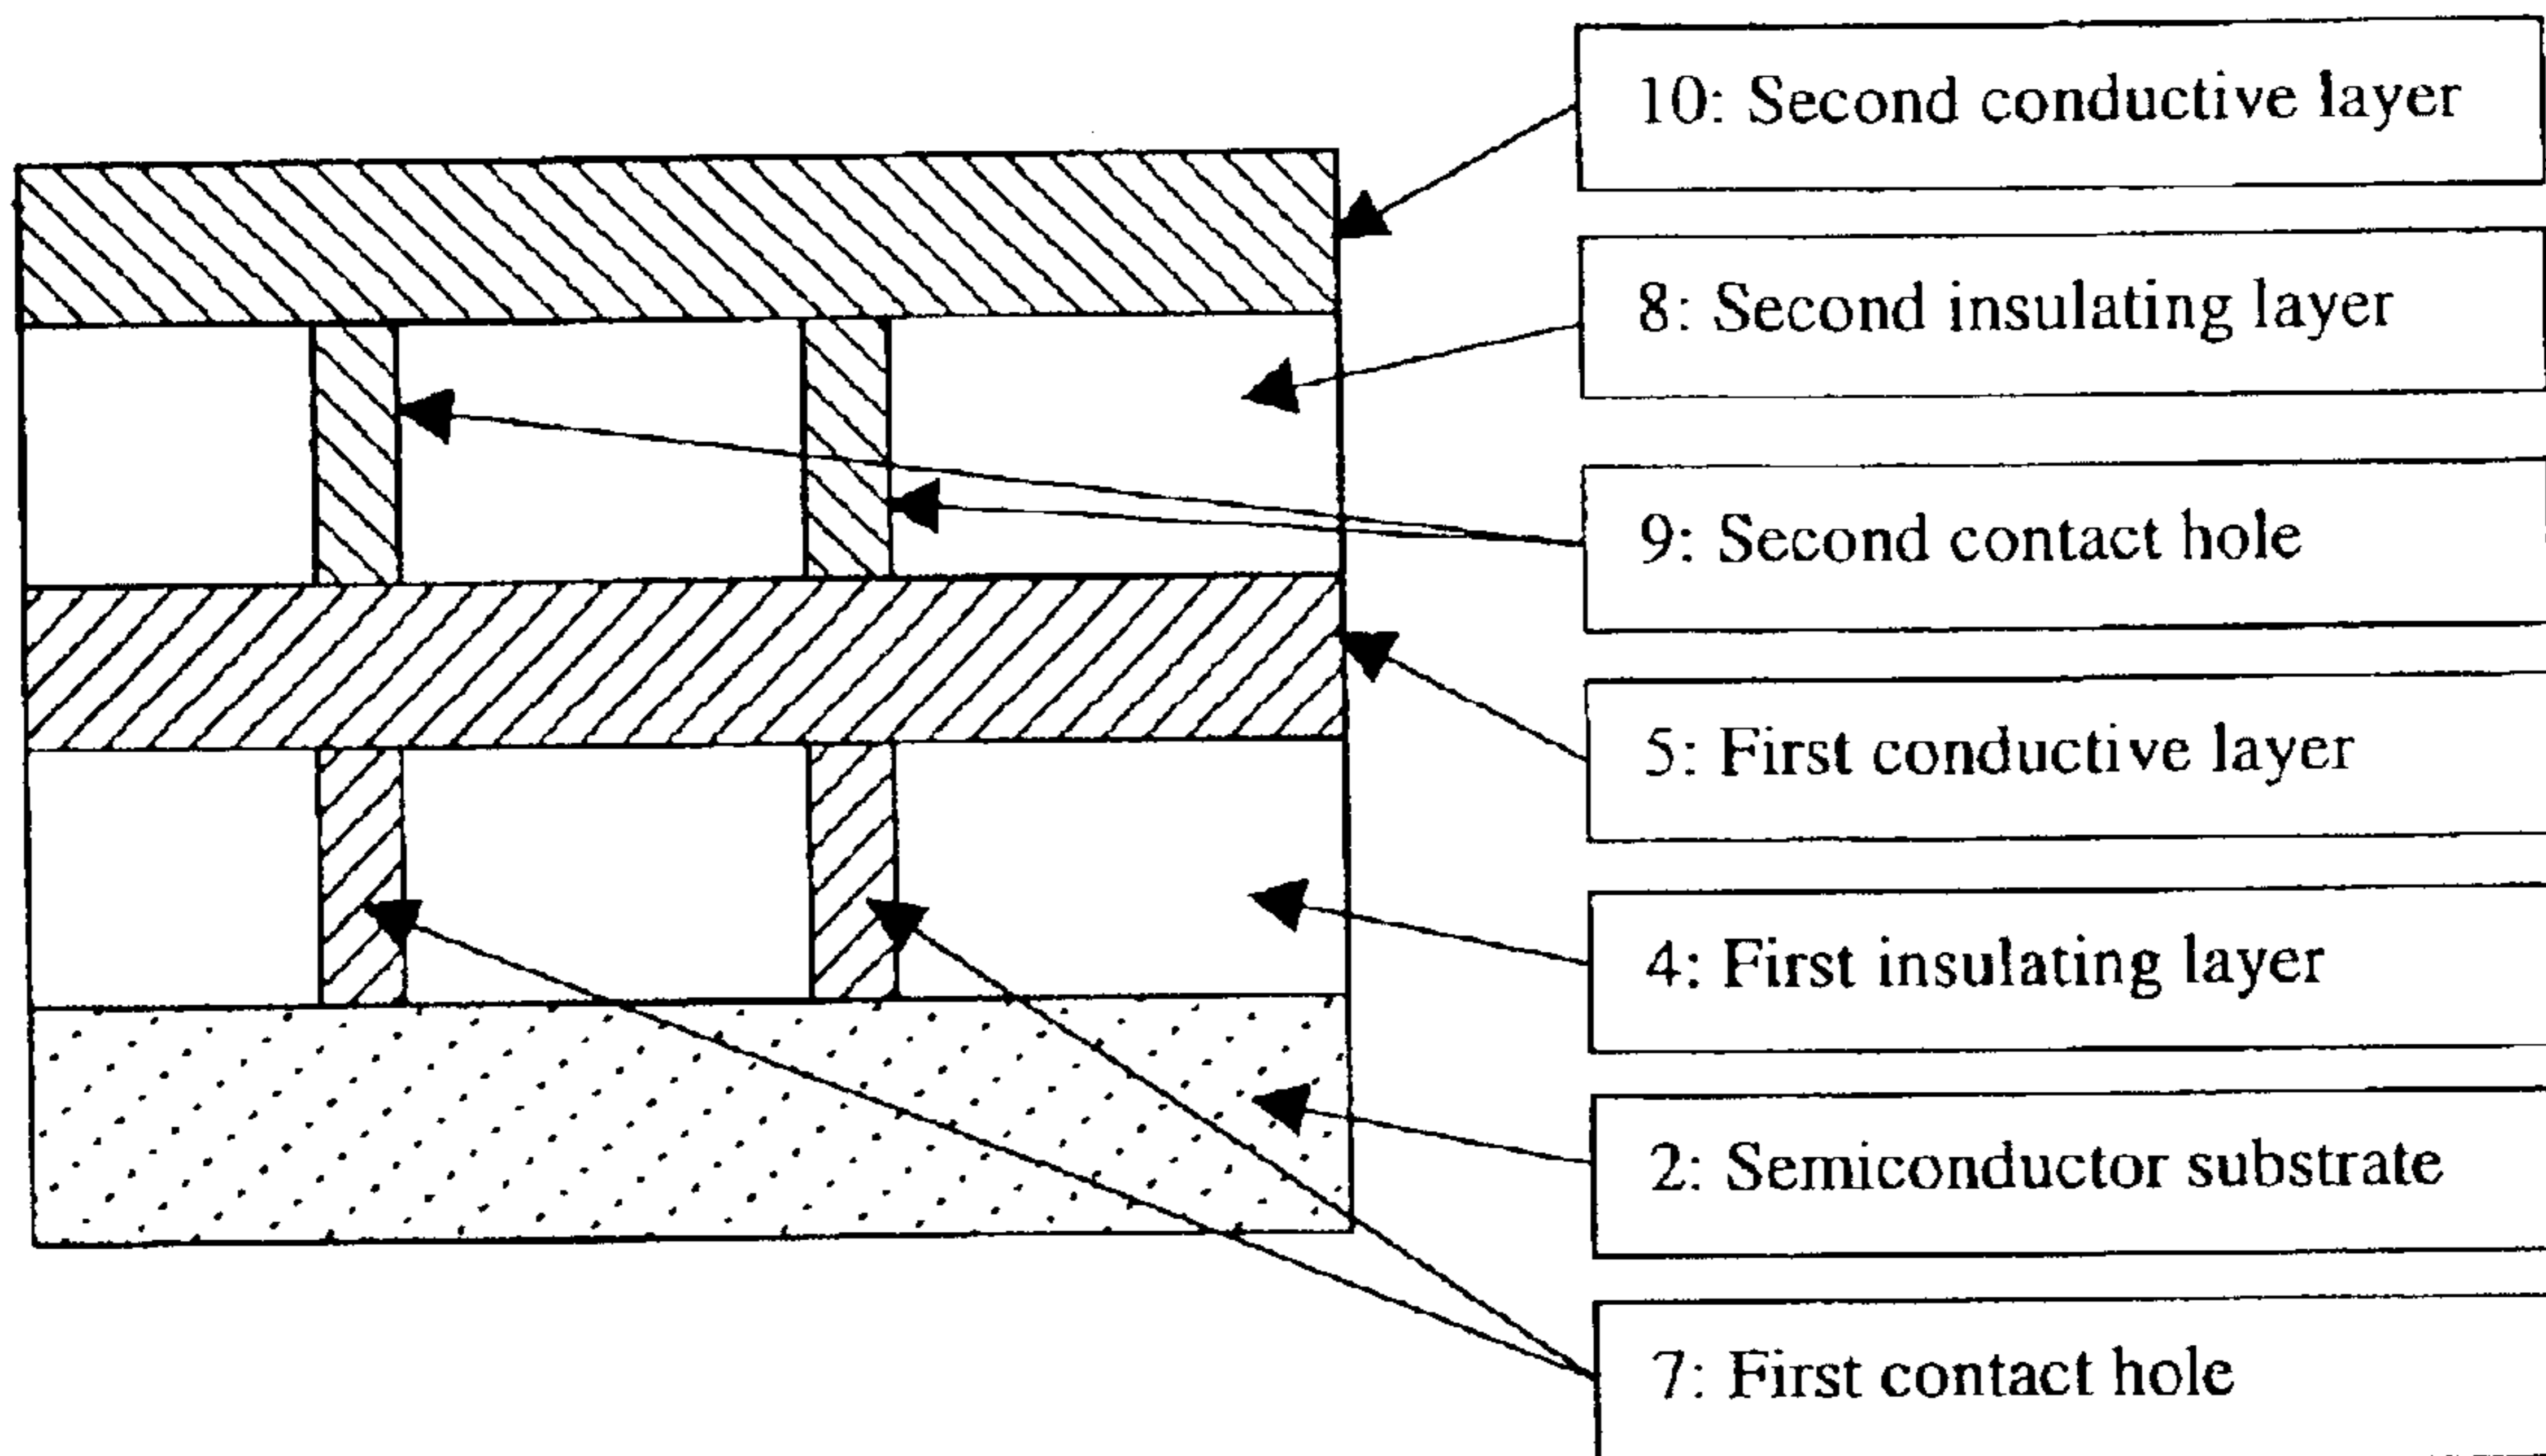 10: Second conductive layer
8: Second insulating layer
9: Second contact hole
5: First conductive layer
4: First insulating layer
2: Semiconductor substrate
7: First contact hole